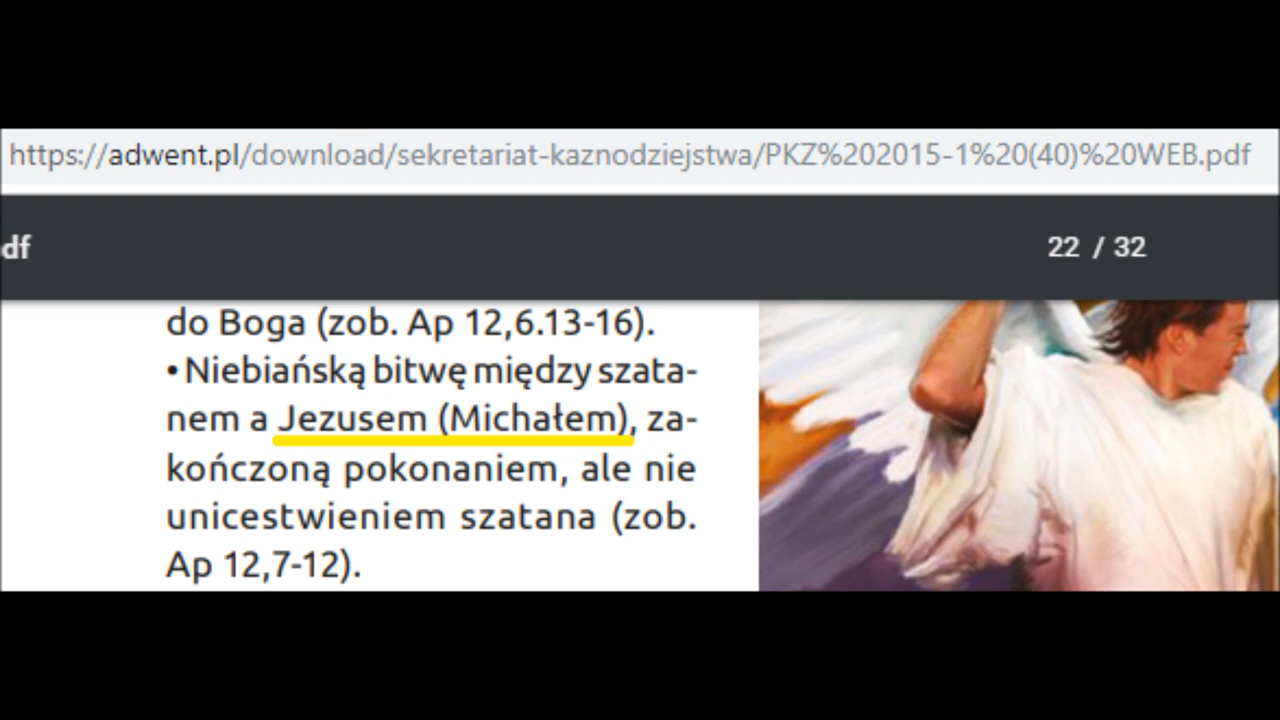 https://adwent.pl/download/sekretariat-kaznodziejstwa/PKZ%202015-1%20(40)%20WEB.pdf
df 22 / 32
do Boga (zob. Ap 12,6.13-16).
• Niebiańską bitwę między szata-
nem a Jezusem (Michałem), za-
kończoną pokonaniem, ale nie
unicestwieniem szatana (zob.
Ap 12,7-12).